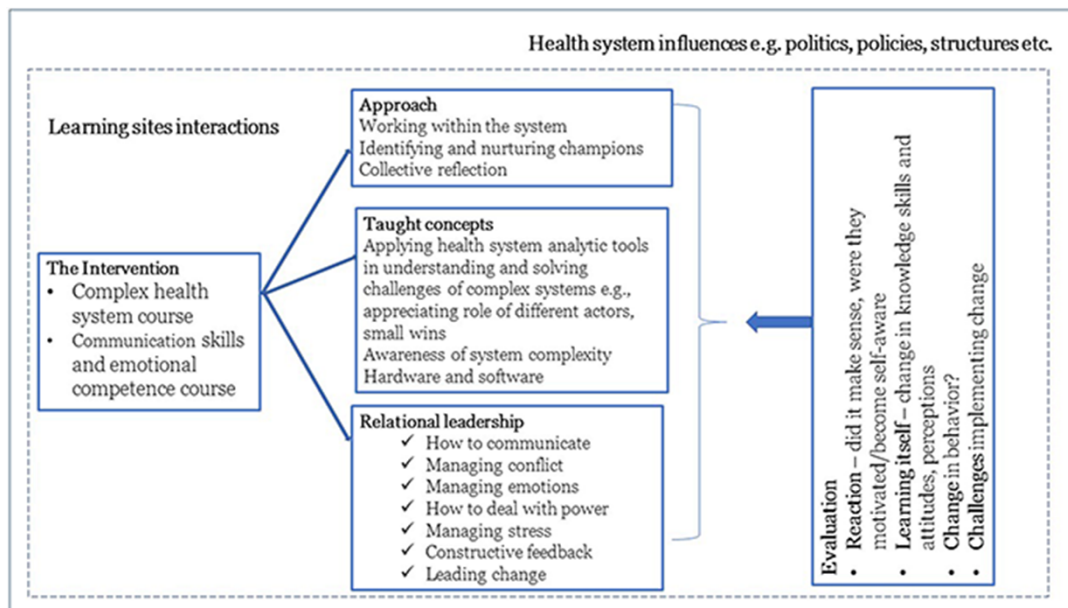 Health system influences e.g. politics, policies, structures etc.
Learning sites interactions
The Intervention
• Complex health
system course
• Communication skills
and emotional
competence course
Approach
Working within the system
Identifying and nurturing champions
Collective reflection
Taught concepts
Applying health system analytic tools
in understanding and solving
challenges of complex systems e.g.,
appreciating role of different actors,
small wins
Awareness of system complexity
Hardware and software
Relational leadership
✓ How to communicate
✓ Managing conflict
✓ Managing emotions
✓ How to deal with power
✓ Managing stress
✓ Constructive feedback
✓ Leading change
Evaluation
• Reaction – did it make sense, were they
motivated/become self-aware
• Learning itself – change in knowledge skills and
attitudes, perceptions
• Change in behavior?
• Challenges implementing change